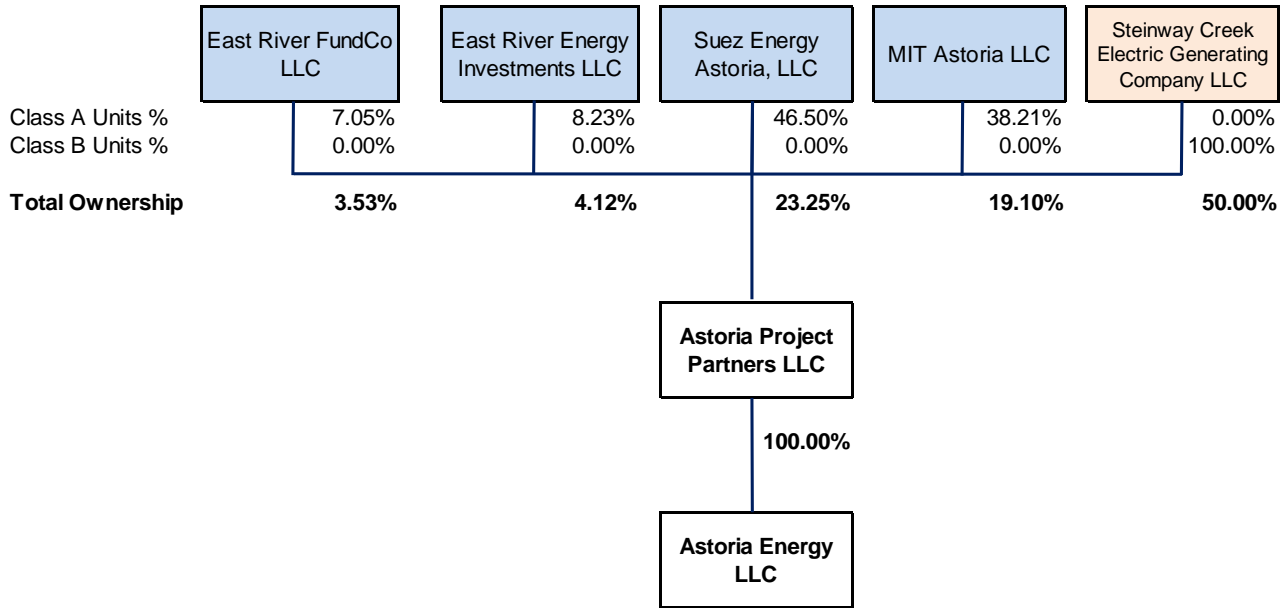 East River FundCo
LLC
East River Energy
Investments LLC
Suez Energy
Astoria, LLC
MIT Astoria LLC
Steinway Creek
Electric Generating
Company LLC
Class A Units % 7.05% 8.23% 46.50% 38.21% 0.00%
Class B Units % 0.00% 0.00% 0.00% 0.00% 100.00%
Total Ownership 3.53% 4.12% 23.25% 19.10% 50.00%
Astoria Project
Partners LLC
100.00%
Astoria Energy
LLC